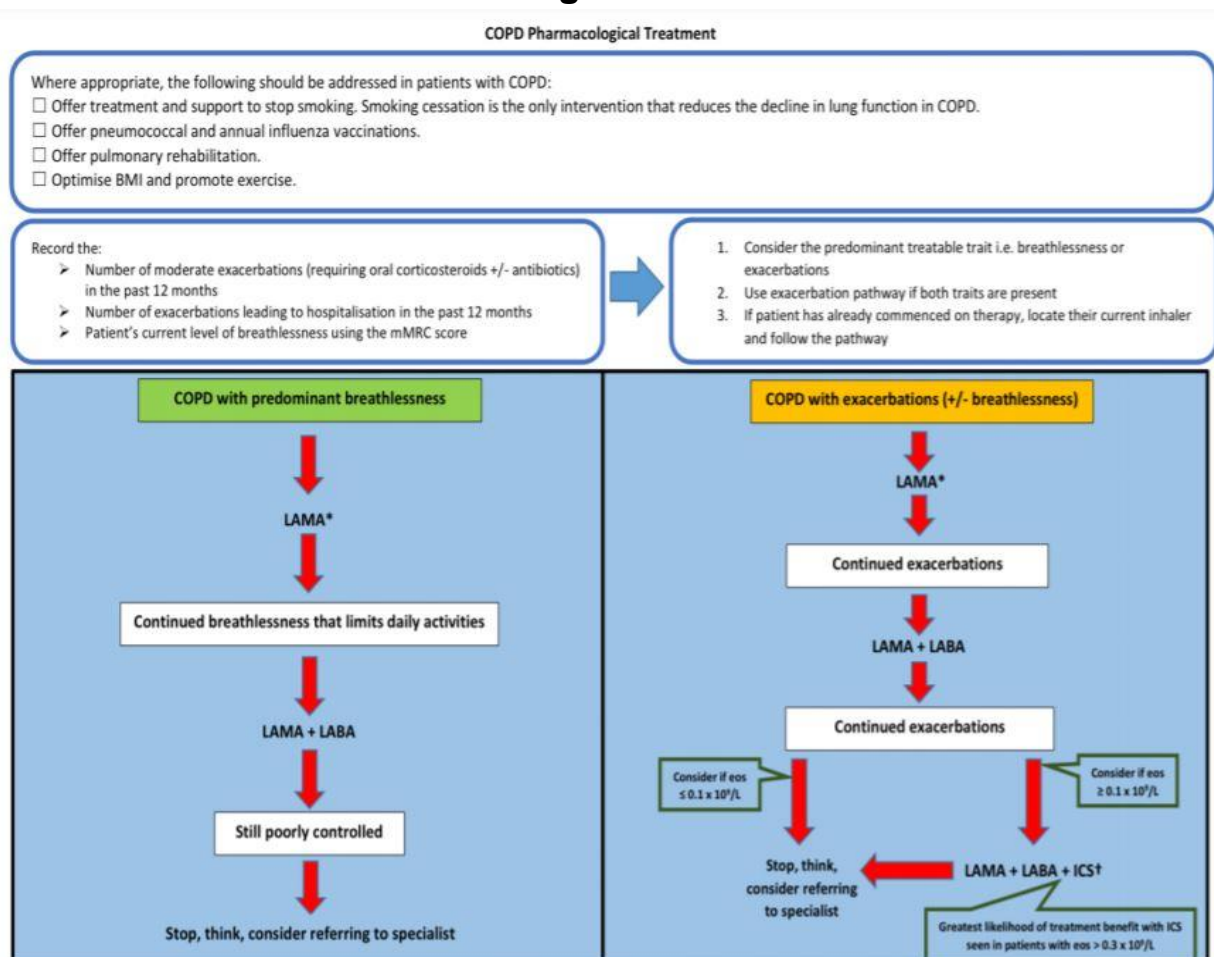 COPD Pharmacological Treatment
Where appropriate, the following should be addressed in patients with COPD:
☐ Offer treatment and support to stop smoking. Smoking cessation is the only intervention that reduces the decline in lung function in COPD.
☐ Offer pneumococcal and annual influenza vaccinations.
☐ Offer pulmonary rehabilitation.
☐ Optimise BMI and promote exercise.
Record the:
➢ Number of moderate exacerbations (requiring oral corticosteroids +/- antibiotics)
in the past 12 months
➢ Number of exacerbations leading to hospitalisation in the past 12 months
➢ Patient's current level of breathlessness using the mMRC score
1. Consider the predominant treatable trait i.e. breathlessness or
exacerbations
2. Use exacerbation pathway if both traits are present
3. If patient has already commenced on therapy, locate their current inhaler
and follow the pathway
COPD with predominant breathlessness
LAMA*
Continued breathlessness that limits daily activities
LAMA + LABA
Still poorly controlled
Stop, think, consider referring to specialist
COPD with exacerbations (+/- breathlessness)
LAMA*
Continued exacerbations
LAMA + LABA
Continued exacerbations
Consider if eos
≤ 0.1 x 10⁹/L
Consider if eos
≥ 0.1 x 10⁹/L
Stop, think,
consider referring
to specialist
LAMA + LABA + ICS†
Greatest likelihood of treatment benefit with ICS
seen in patients with eos > 0.3 x 10⁹/L